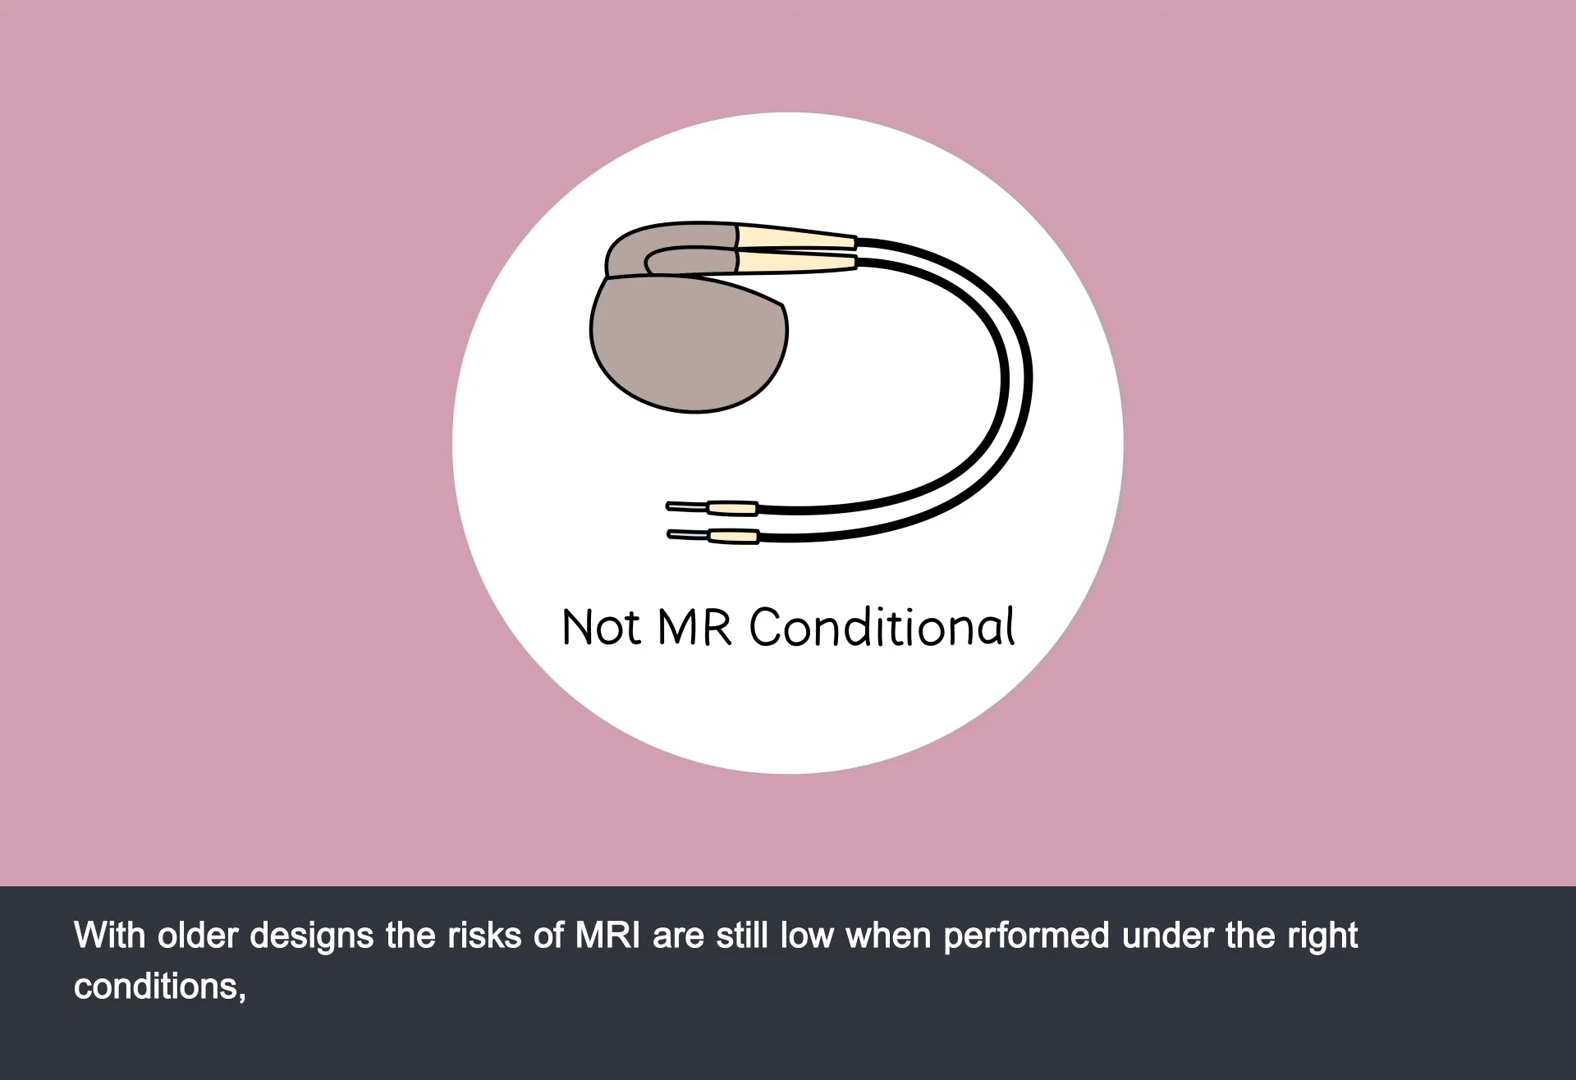 Not MR Conditional
With older designs the risks of MRI are still low when performed under the right
conditions,